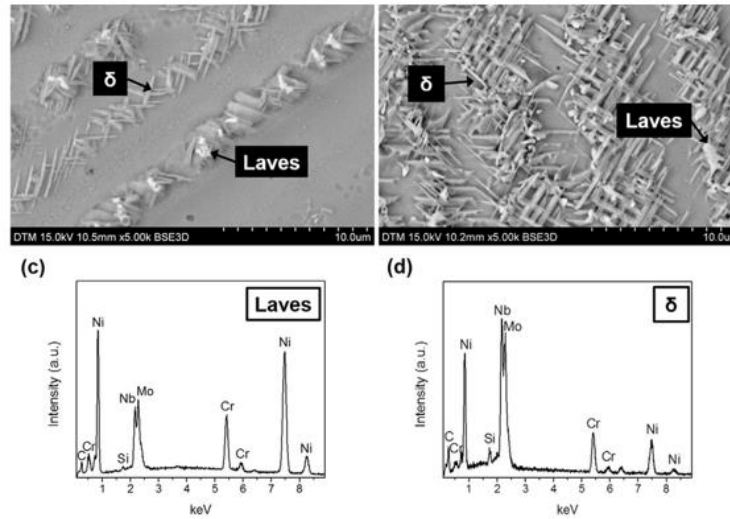 δ
Laves
DTM 15.0kV 10.5mm x5.00k BSE3D
10.0um
δ
Laves
DTM 15.0kV 10.2mm x5.00k BSE3D
(c)
Laves
Ni
Nb
Mo
Ni
Cr
C
Cr
Si
Cr
Ni
Intensity (a.u.)
1 2 3 4 5 6 7 8
keV
(d)
δ
Nb
Mo
Ni
C
Cr
Si
Cr
Cr
Ni
Ni
Intensity (a.u.)
1 2 3 4 5 6 7 8
keV